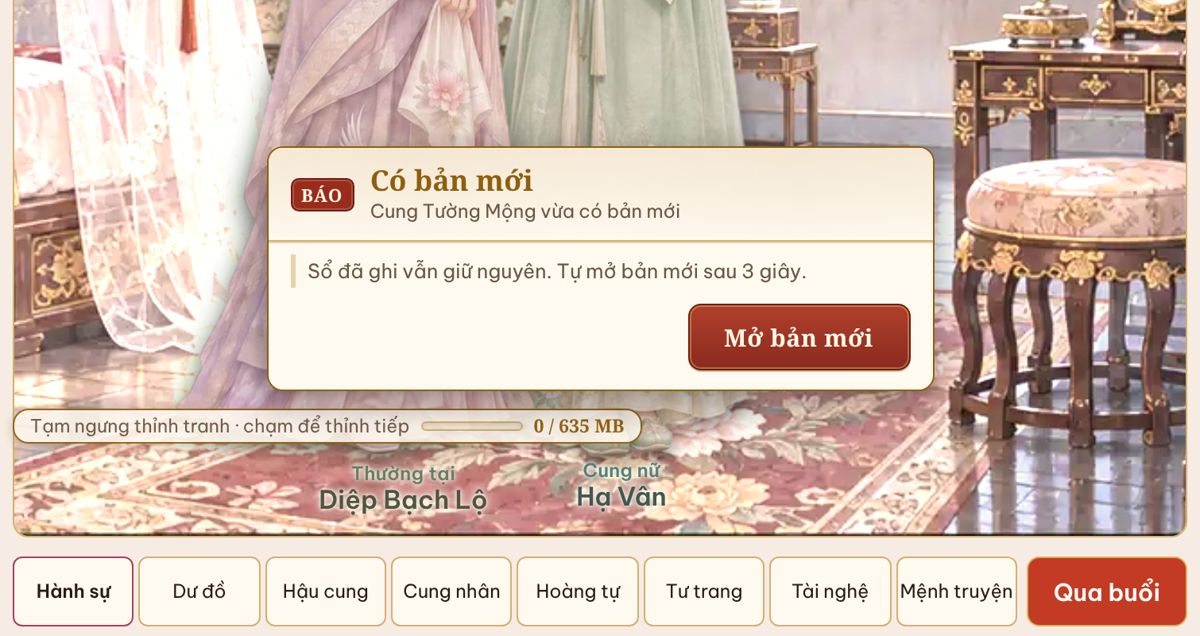 BÁO
Có bản mới
Cung Tường Mộng vừa có bản mới
Sổ đã ghi vẫn giữ nguyên. Tự mở bản mới sau 3 giây.
Mở bản mới
Tạm ngưng thỉnh tranh · chạm để thỉnh tiếp 0 / 635 MB
Thường tại
Diệp Bạch Lộ
Cung nữ
Hạ Vân
Hành sự
Dư đồ
Hậu cung
Cung nhân
Hoàng tự
Tư trang
Tài nghệ
Mệnh truyện
Qua buổi